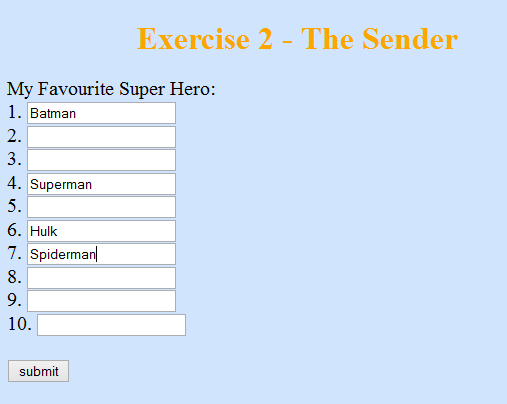 Exercise 2 - The Sender
My Favourite Super Hero:
1. Batman
2.
3.
4. Superman
5.
6. Hulk
7. Spiderman
8.
9.
10.
submit